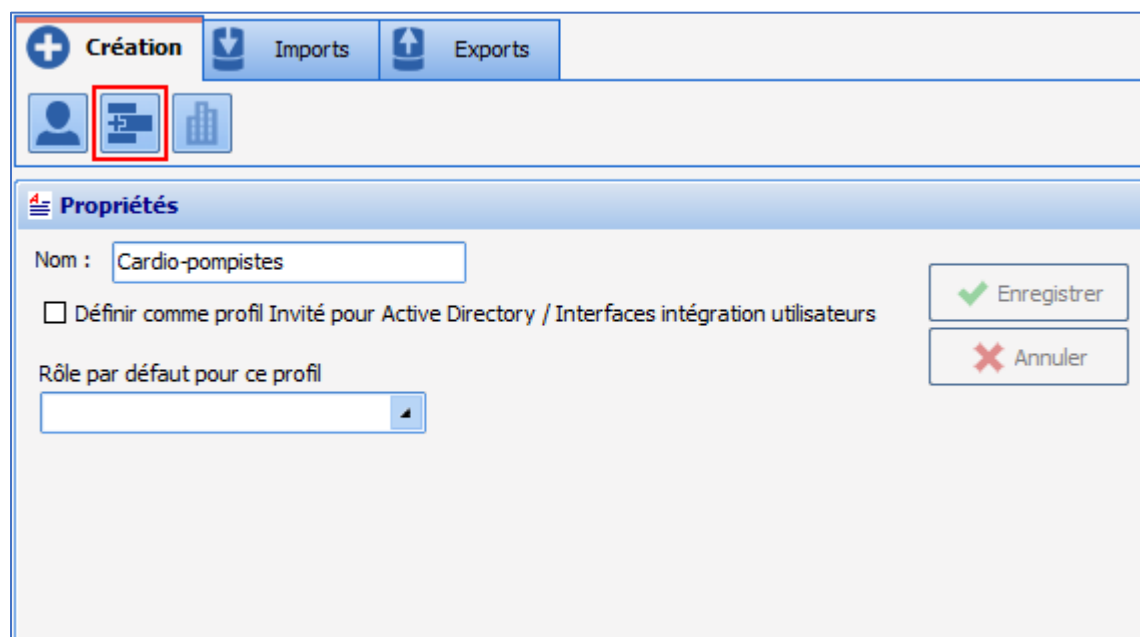 Création
Imports
Exports
Propriétés
Nom :
Cardio-pompistes
Définir comme profil Invité pour Active Directory / Interfaces intégration utilisateurs
Enregistrer
Annuler
Rôle par défaut pour ce profil